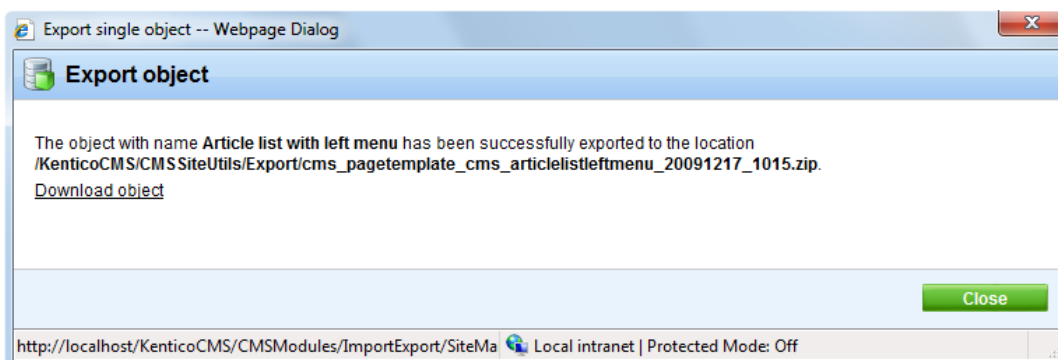 Export single object -- Webpage Dialog
X
Export object
The object with name Article list with left menu has been successfully exported to the location
/KenticoCMS/CMSSiteUtils/Export/cms_pagetemplate_cms_articlelistleftmenu_20091217_1015.zip.
Download object
Close
http://localhost/KenticoCMS/CMSModules/ImportExport/SiteMa Local intranet | Protected Mode: Off